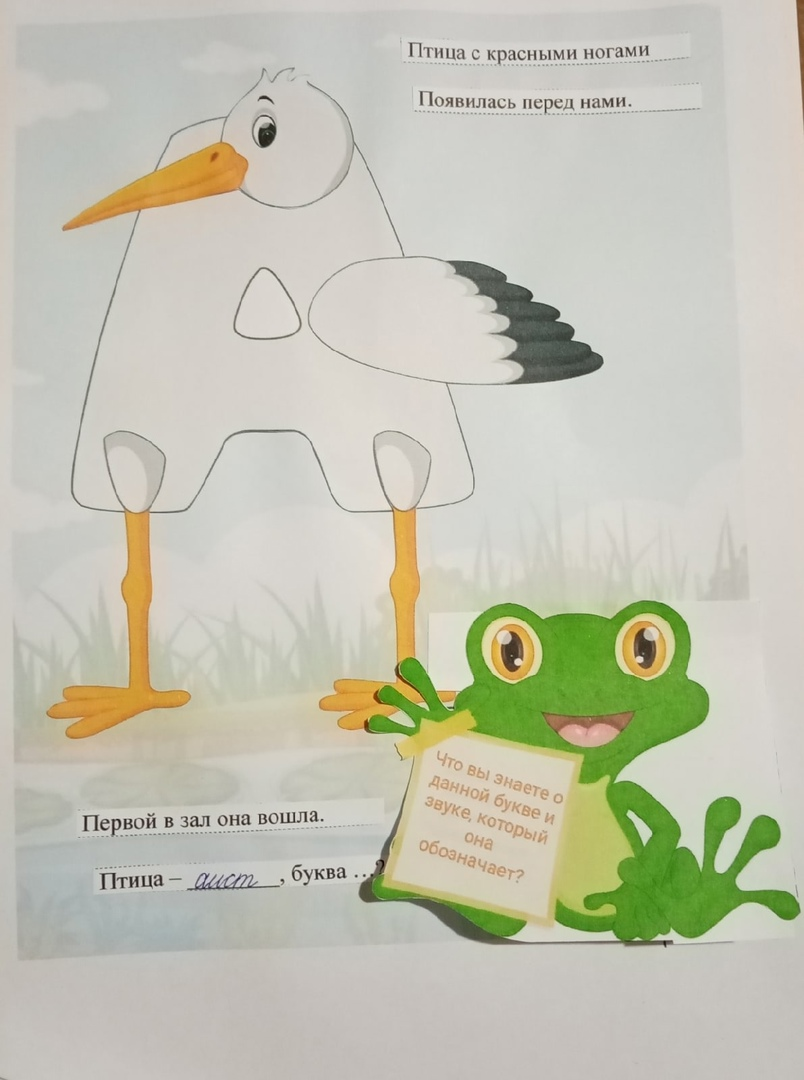 Птица с красными ногами
Появилась перед нами.
Первой в зал она вошла.
Птица – аист, буква …?
Что вы знаете о
данной букве и
звуке, который
она
обозначает?